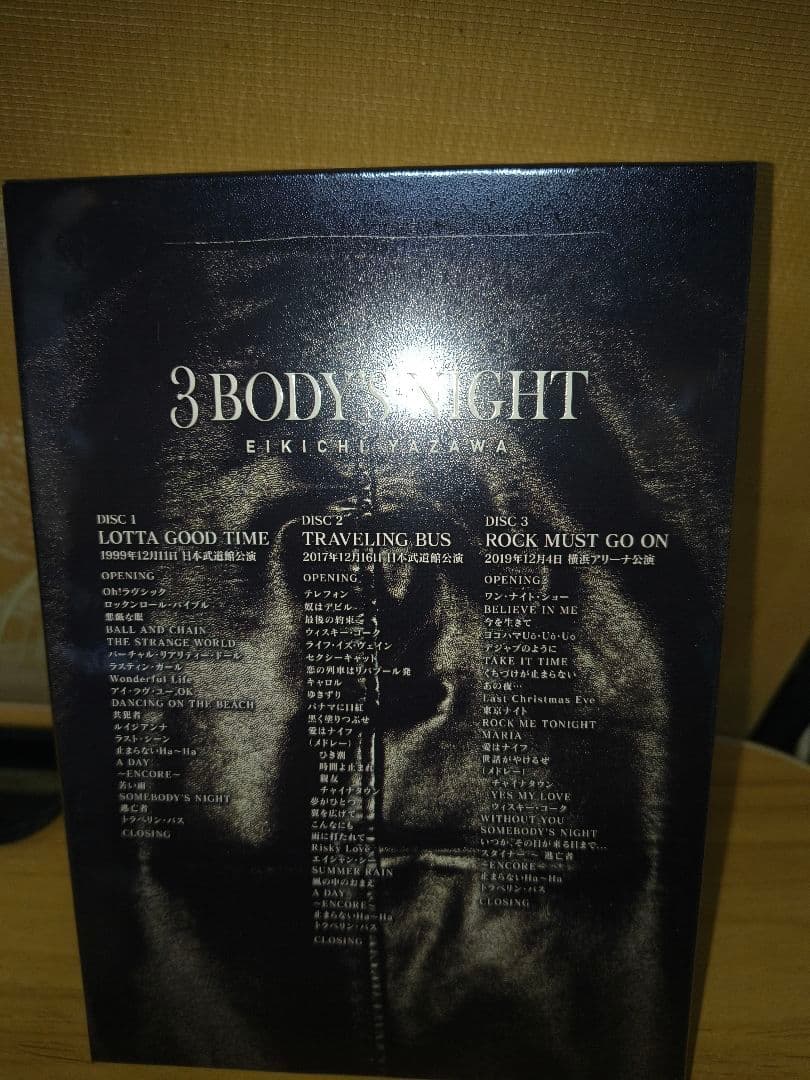 3 BODY'S NIGHT
EIKICHI YAZAWA
DISC 1
LOTTA GOOD TIME
1999年12月11日 日本武道館公演
OPENING
Oh!ラヴシック
ロックンロール・バイブル
悪戯な眼
BALL AND CHAIN
THE STRANGE WORLD
バーチャル・リアリティー・ドール
ラスティン・ガール
Wonderful Life
アイ・ラヴ・ユー,OK
DANCING ON THE BEACH
共犯者
ルイジアンナ
ラスト・シーン
止まらないHa〜Ha
A DAY
〜ENCORE〜
苦い雨
SOMEBODY'S NIGHT
逃亡者
トラベリン・バス
CLOSING
DISC 2
TRAVELING BUS
2017年12月16日 日本武道館公演
OPENING
テレフォン
奴はデビル
最後の約束
ウィスキー・コーク
ライフ・イズ・ヴェイン
セクシーキャット
恋の列車はリバプール発
キャロル
ゆきずり
パナマに口紅
黒く塗りつぶせ
愛はナイフ
(メドレー)
ひき潮
時間よ止まれ
親友
チャイナタウン
夢がひとつ
翼を広げて
こんなにも
雨に打たれて
Risky Love
エイシャン・シー
SUMMER RAIN
風の中のおまえ
A DAY
〜ENCORE〜
止まらないHa〜Ha
トラベリン・バス
CLOSING
DISC 3
ROCK MUST GO ON
2019年12月4日 横浜アリーナ公演
OPENING
ワン・ナイト・ショー
BELIEVE IN ME
今を生きて
ヨコハマUo・Uo・Uo
デジャブのように
TAKE IT TIME
くちづけが止まらない
あの夜…
Last Christmas Eve
東京ナイト
ROCK ME TONIGHT
MARIA
愛はナイフ
世話がやけるぜ
(メドレー)
チャイナタウン
YES MY LOVE
ウィスキー・コーク
WITHOUT YOU
SOMEBODY'S NIGHT
いつか、その日が来る日まで…
スタイナー 〜 逃亡者
〜ENCORE〜
止まらないHa〜Ha
トラベリン・バス
CLOSING